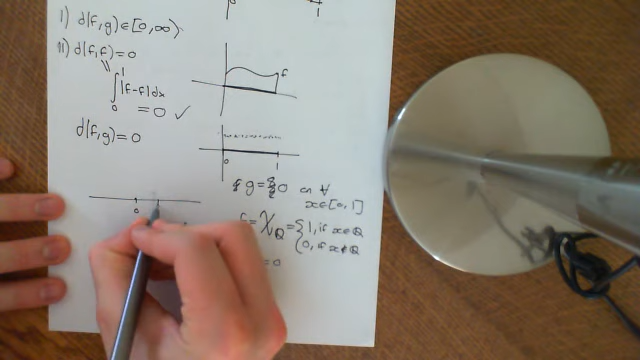 I) d(f,g) ∈ [0,∞)
II) d(f,f) = 0
∫₀¹ |f-f| dx
= 0 ✓
f
d(f,g) = 0
0 1
g = 0 on ∀
x ∈ [0,1]
f = χ_Q = { 1, if x ∈ Q
0, if x ∉ Q
0
= 0